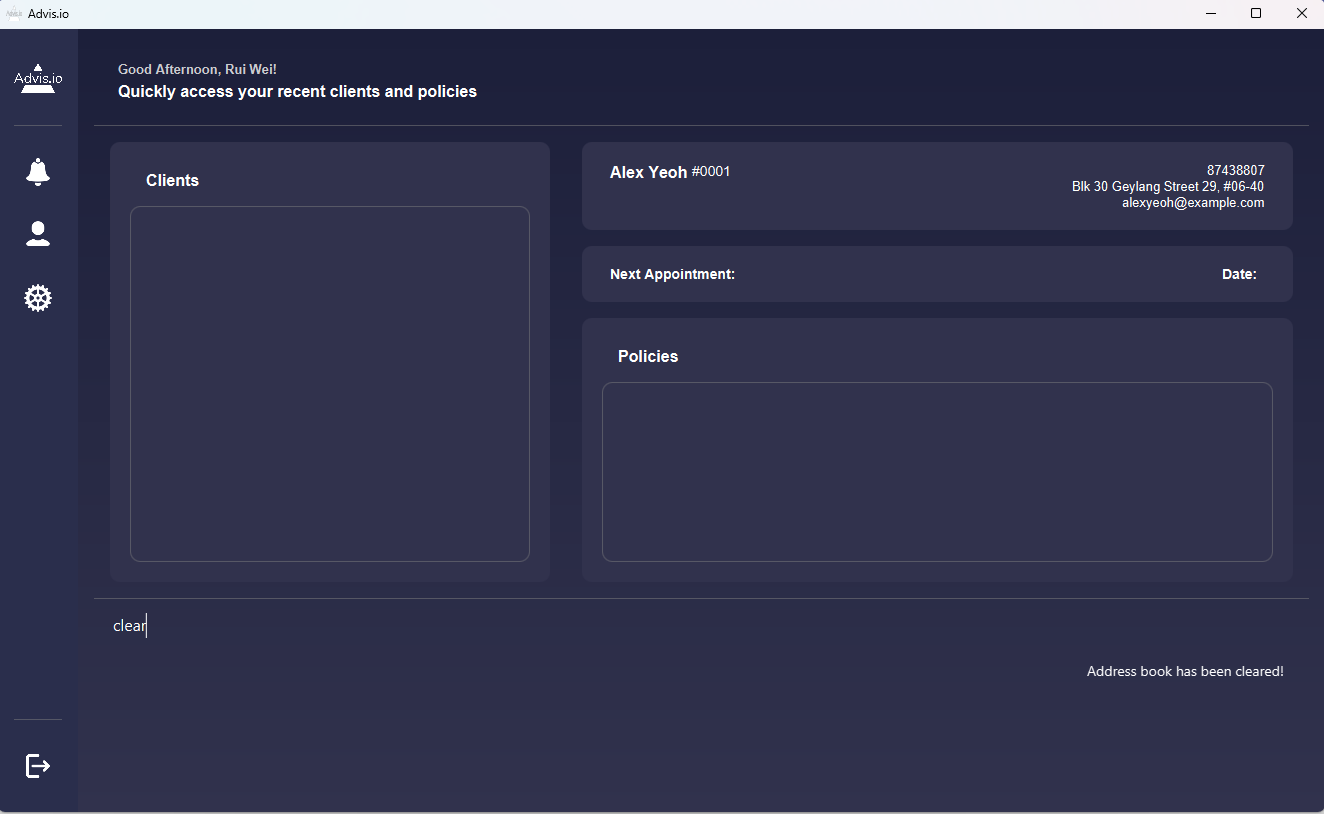 Advis.io
Advis.io
Good Afternoon, Rui Wei!
Quickly access your recent clients and policies
Clients
Alex Yeoh #0001
87438807
Blk 30 Geylang Street 29, #06-40
alexyeoh@example.com
Next Appointment:
Date:
Policies
clear
Address book has been cleared!